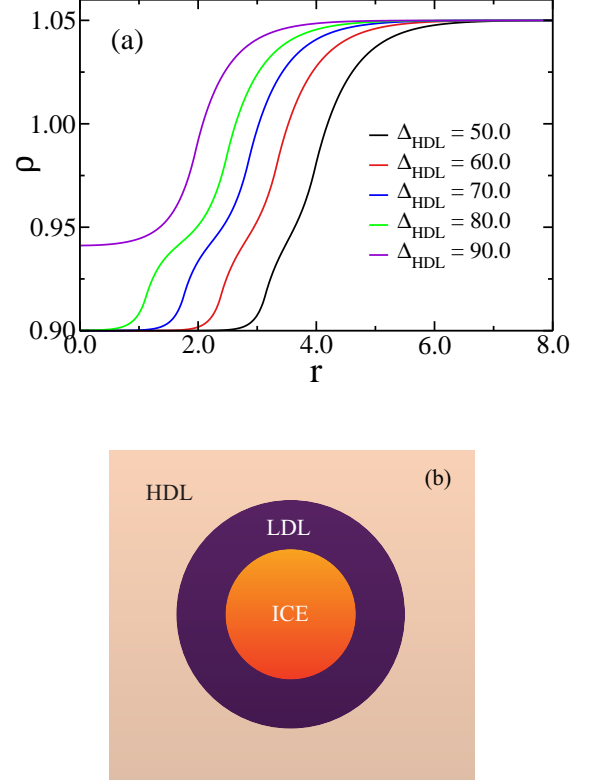 1.05
(a)
1.00
Δ_HDL = 50.0
Δ_HDL = 60.0
Δ_HDL = 70.0
Δ_HDL = 80.0
Δ_HDL = 90.0
ρ
0.95
0.90
0.0 2.0 4.0 6.0 8.0
r
(b)
HDL
LDL
ICE